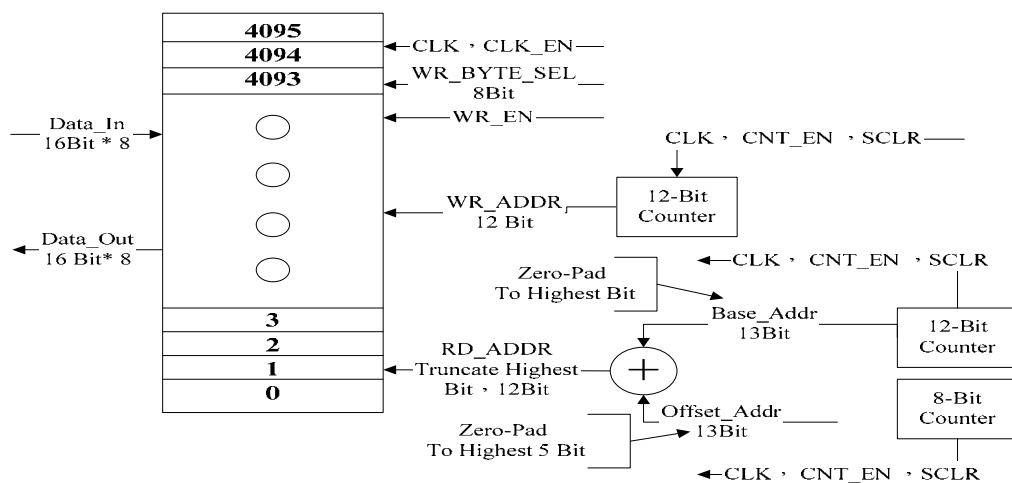 4095
4094
4093
CLK，CLK_EN
WR_BYTE_SEL
8Bit
WR_EN
Data_In
16Bit * 8
CLK， CNT_EN ，SCLR
12-Bit
Counter
WR_ADDR
12 Bit
Data_Out
16 Bit* 8
CLK， CNT_EN ，SCLR
Zero-Pad
To Highest Bit
Base_Addr
13Bit
12-Bit
Counter
3
2
1
0
RD_ADDR
Truncate Highest
Bit，12Bit
+
8-Bit
Counter
Offset_Addr
13Bit
Zero-Pad
To Highest 5 Bit
CLK， CNT_EN ，SCLR